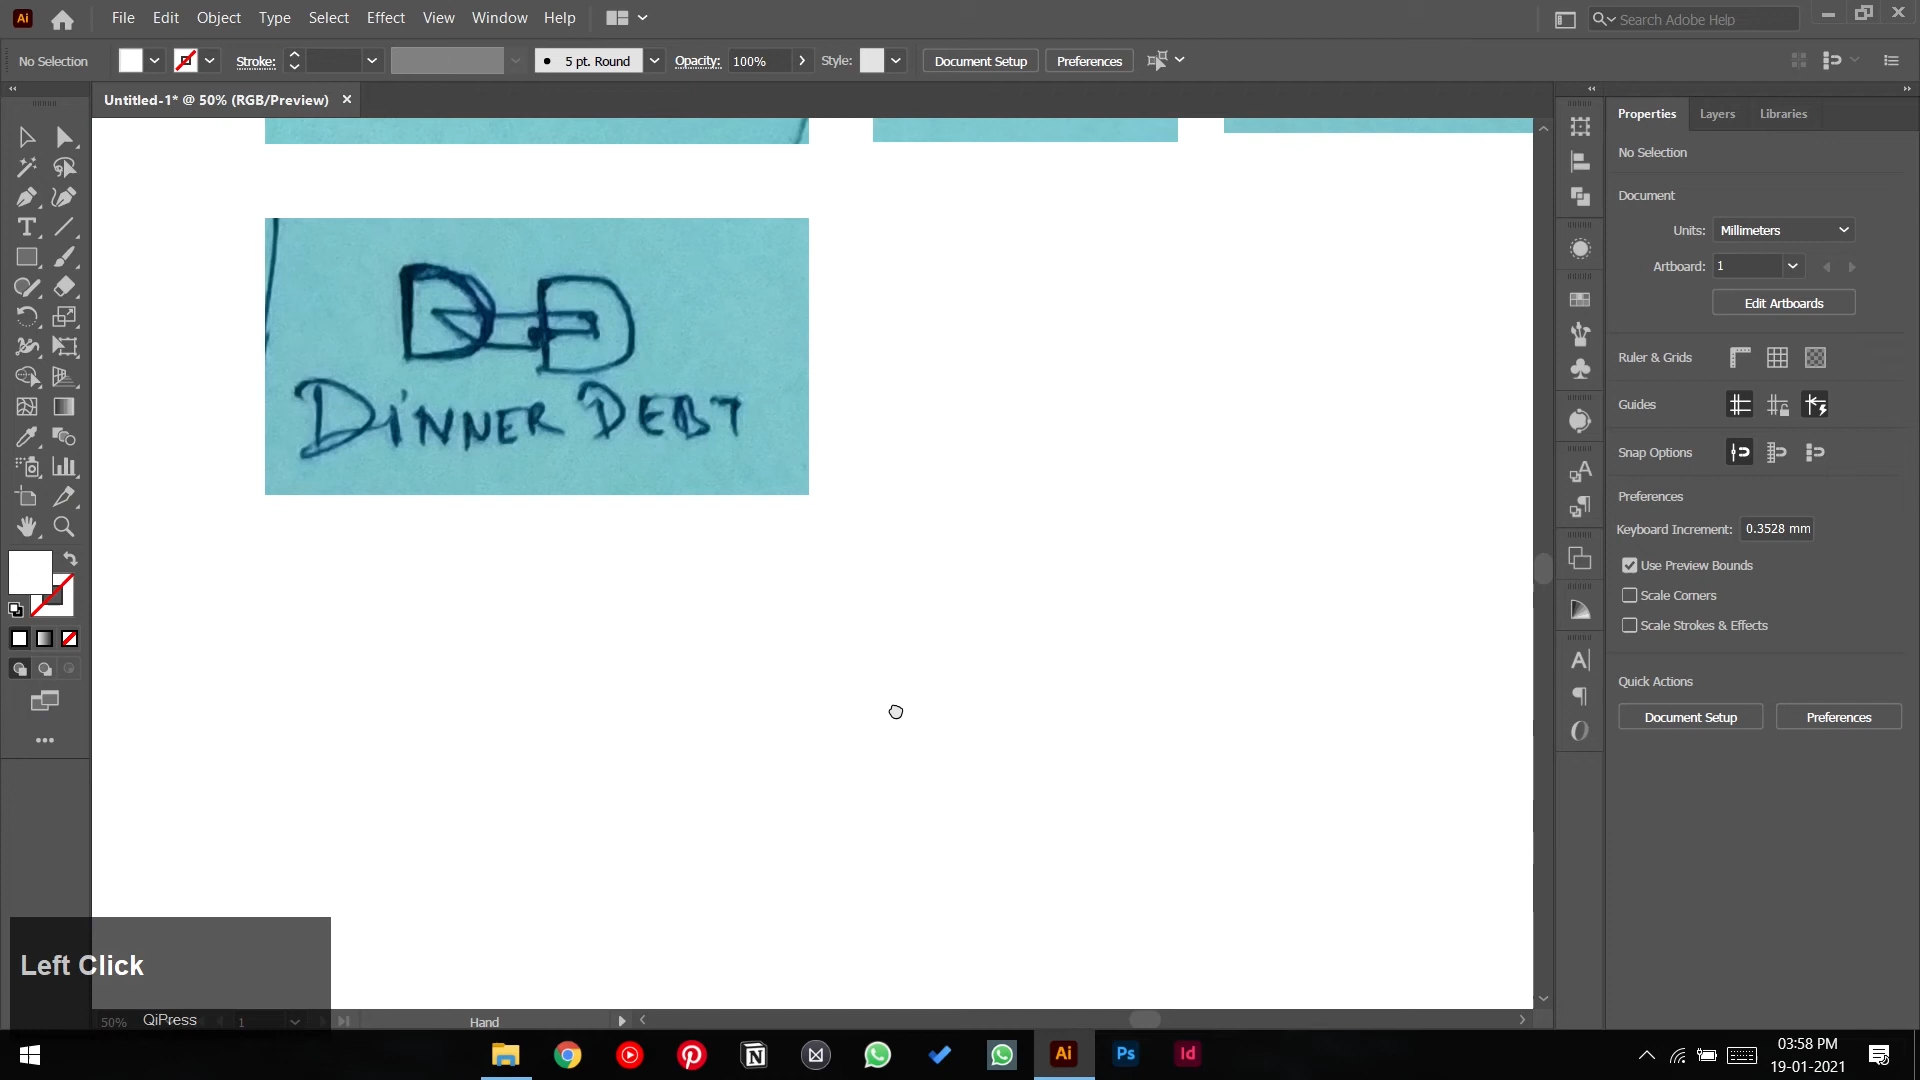 Ai File Edit Object Type Select Effect View Window Help Search Adobe Help
No Selection Stroke: 5 pt. Round Opacity: 100% Style: Document Setup Preferences
Untitled-1* @ 50% (RGB/Preview) ×
Properties Layers Libraries
No Selection
Document
Units: Millimeters
Artboard: 1
Edit Artboards
Ruler & Grids
Guides
Snap Options
Preferences
Keyboard Increment: 0.3528 mm
Use Preview Bounds
Scale Corners
Scale Strokes & Effects
Quick Actions
Document Setup Preferences
DD
DiNNER DEBT
Left Click
QiPress
50% 1 Hand
Ai Ps Id
03:58 PM
19-01-2021